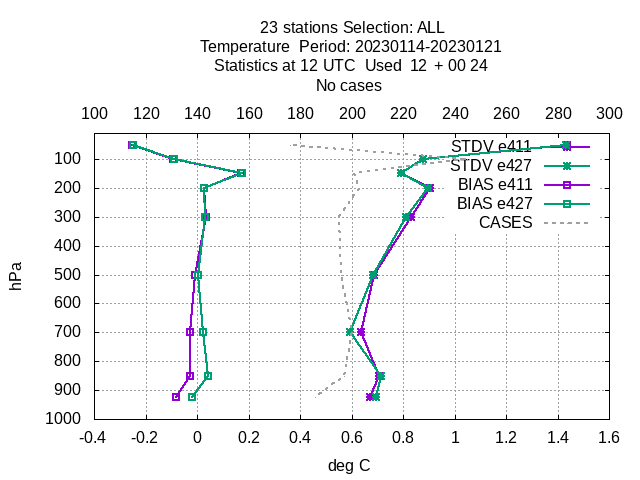 23 stations Selection: ALL
Temperature  Period: 20230114-20230121
Statistics at 12 UTC  Used  12  + 00 24
No cases
100 120 140 160 180 200 220 240 260 280 300
STDV e411
STDV e427
BIAS e411
BIAS e427
CASES
hPa
100
200
300
400
500
600
700
800
900
1000
-0.4 -0.2 0 0.2 0.4 0.6 0.8 1 1.2 1.4 1.6
deg C